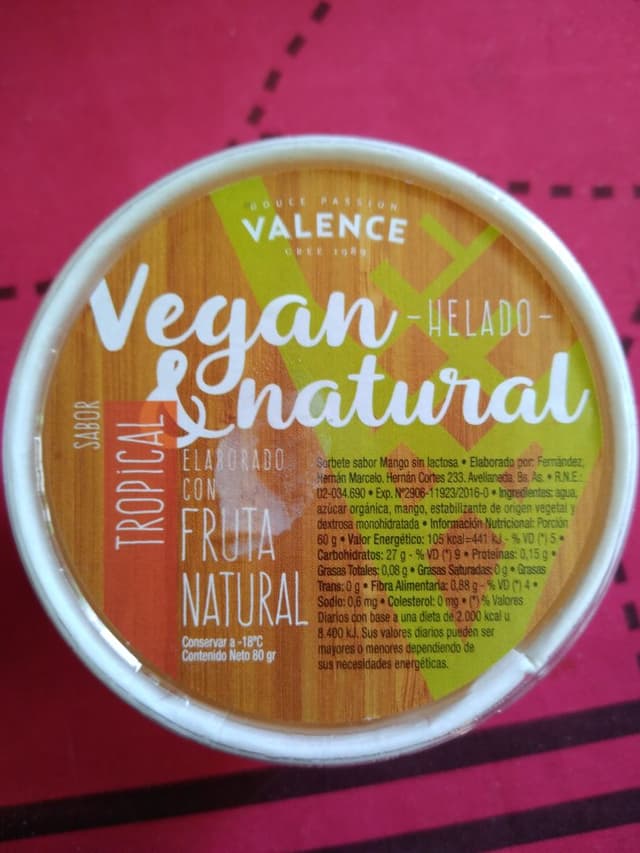 DOUCE PASSION
VALENCE
CREE 1989
Vegan
-HELADO-
& natural
SABOR
TROPICAL
ELABORADO
CON
FRUTA
NATURAL
Conservar a -18ºC
Contenido Neto 80 gr
Sorbete sabor Mango sin lactosa • Elaborado por: Fernández,
Hernán Marcelo. Hernán Cortes 233. Avellaneda. Bs. As. • R.N.E.:
02-034.690 • Exp. Nº2906-11923/2016-0 • Ingredientes: agua,
azúcar orgánica, mango, estabilizante de origen vegetal y
dextrosa monohidratada • Información Nutricional: Porción
60 g • Valor Energético: 105 kcal=441 kJ - % VD (*) 5 •
Carbohidratos: 27 g - % VD (*) 9 • Proteínas: 0,15 g •
Grasas Totales: 0,08 g • Grasas Saturadas: 0 g • Grasas
Trans: 0 g • Fibra Alimentaria: 0,88 g - % VD (*) 4 •
Sodio: 0,6 mg • Colesterol: 0 mg • (*) % Valores
Diarios con base a una dieta de 2.000 kcal u
8.400 kJ. Sus valores diarios pueden ser
mayores o menores dependiendo de
sus necesidades energéticas.